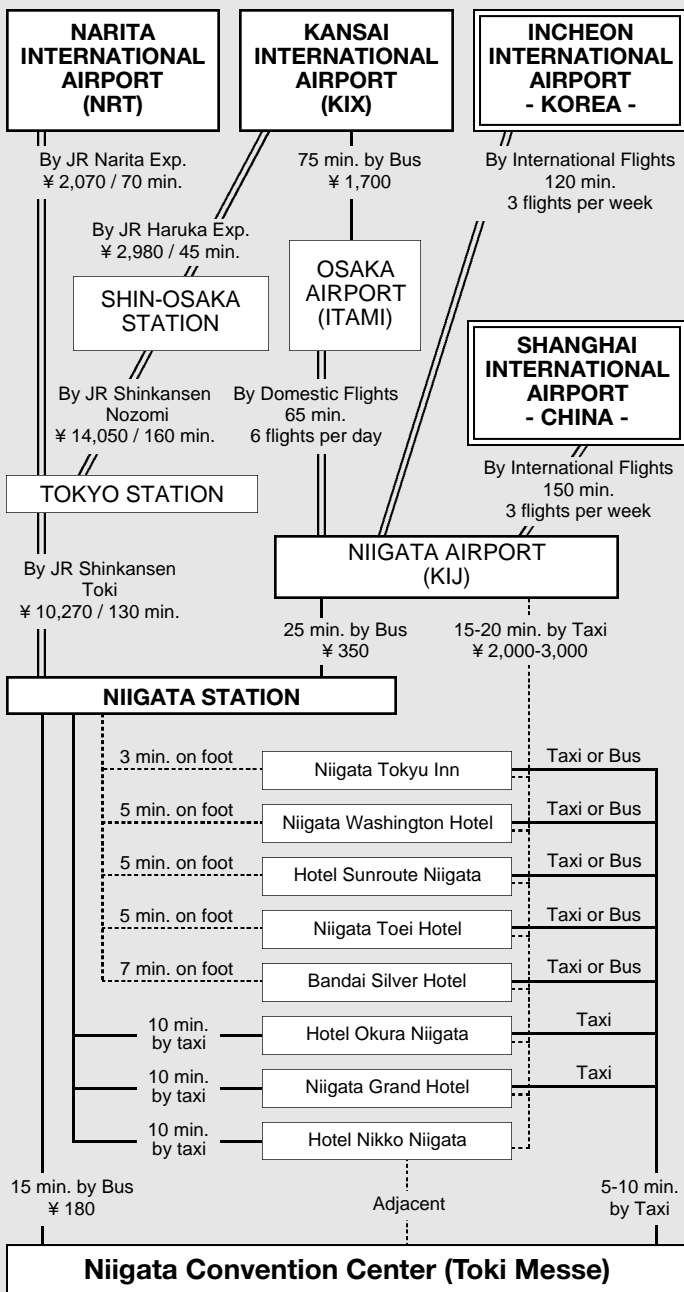 NARITA
INTERNATIONAL
AIRPORT
(NRT)
KANSAI
INTERNATIONAL
AIRPORT
(KIX)
INCHEON
INTERNATIONAL
AIRPORT
- KOREA -
By JR Narita Exp.
¥ 2,070 / 70 min.
75 min. by Bus
¥ 1,700
By International Flights
120 min.
3 flights per week
By JR Haruka Exp.
¥ 2,980 / 45 min.
SHIN-OSAKA
STATION
OSAKA
AIRPORT
(ITAMI)
SHANGHAI
INTERNATIONAL
AIRPORT
- CHINA -
By JR Shinkansen
Nozomi
¥ 14,050 / 160 min.
By Domestic Flights
65 min.
6 flights per day
By International Flights
150 min.
3 flights per week
TOKYO STATION
NIIGATA AIRPORT
(KIJ)
By JR Shinkansen
Toki
¥ 10,270 / 130 min.
25 min. by Bus
¥ 350
15-20 min. by Taxi
¥ 2,000-3,000
NIIGATA STATION
3 min. on foot
Niigata Tokyu Inn
Taxi or Bus
5 min. on foot
Niigata Washington Hotel
Taxi or Bus
5 min. on foot
Hotel Sunroute Niigata
Taxi or Bus
5 min. on foot
Niigata Toei Hotel
Taxi or Bus
7 min. on foot
Bandai Silver Hotel
Taxi or Bus
10 min.
by taxi
Hotel Okura Niigata
Taxi
10 min.
by taxi
Niigata Grand Hotel
Taxi
10 min.
by taxi
Hotel Nikko Niigata
15 min. by Bus
¥ 180
Adjacent
5-10 min.
by Taxi
Niigata Convention Center (Toki Messe)